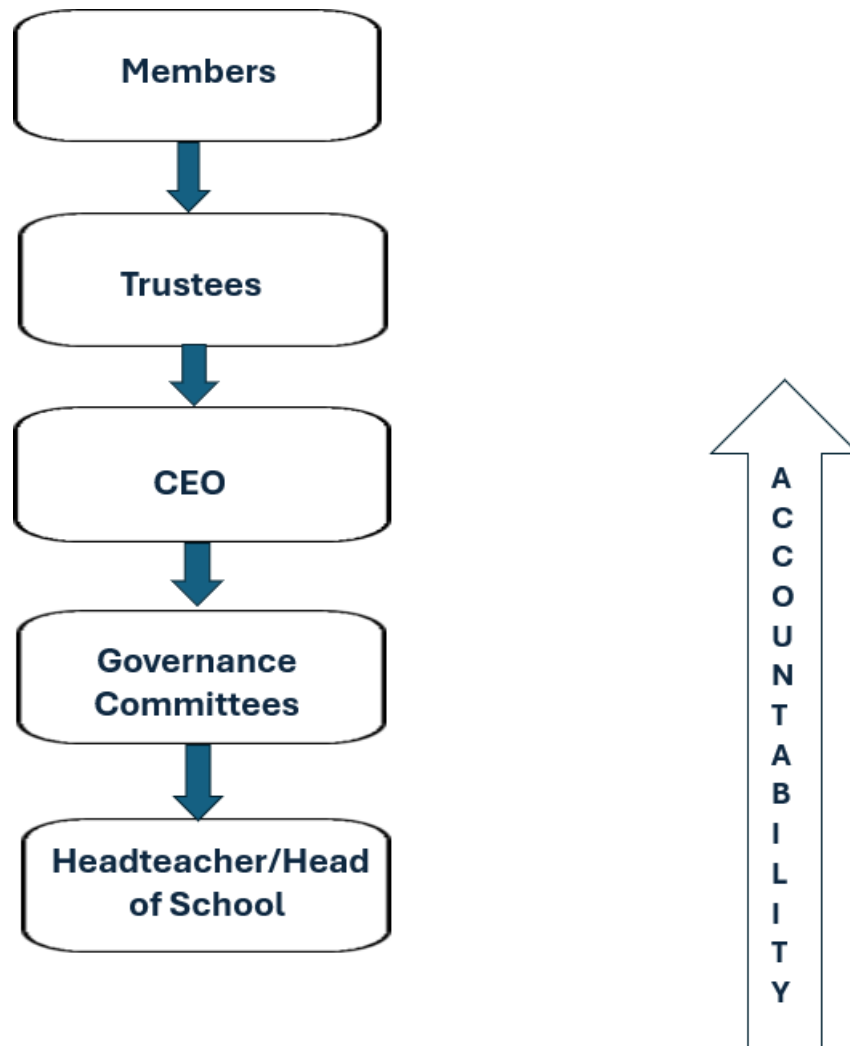 Members
Trustees
CEO
Governance
Committees
Headteacher/Head
of School
A
C
C
O
U
N
T
A
B
I
L
I
T
Y